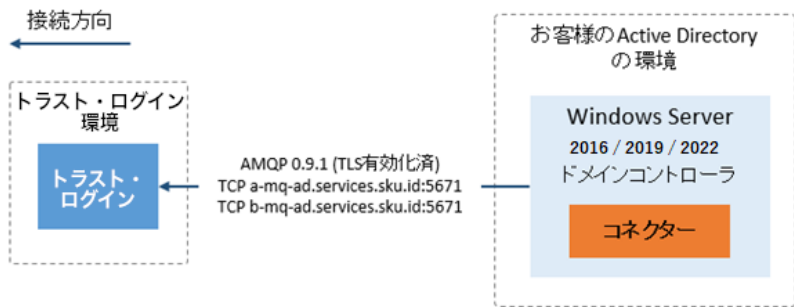 接続方向
トラスト・ログイン
環境
トラスト・
ログイン
AMQP 0.9.1 (TLS有効化済)
TCP a-mq-ad.services.sku.id:5671
TCP b-mq-ad.services.sku.id:5671
お客様のActive Directory
の環境
Windows Server
2016 / 2019 / 2022
ドメインコントローラ
コネクター